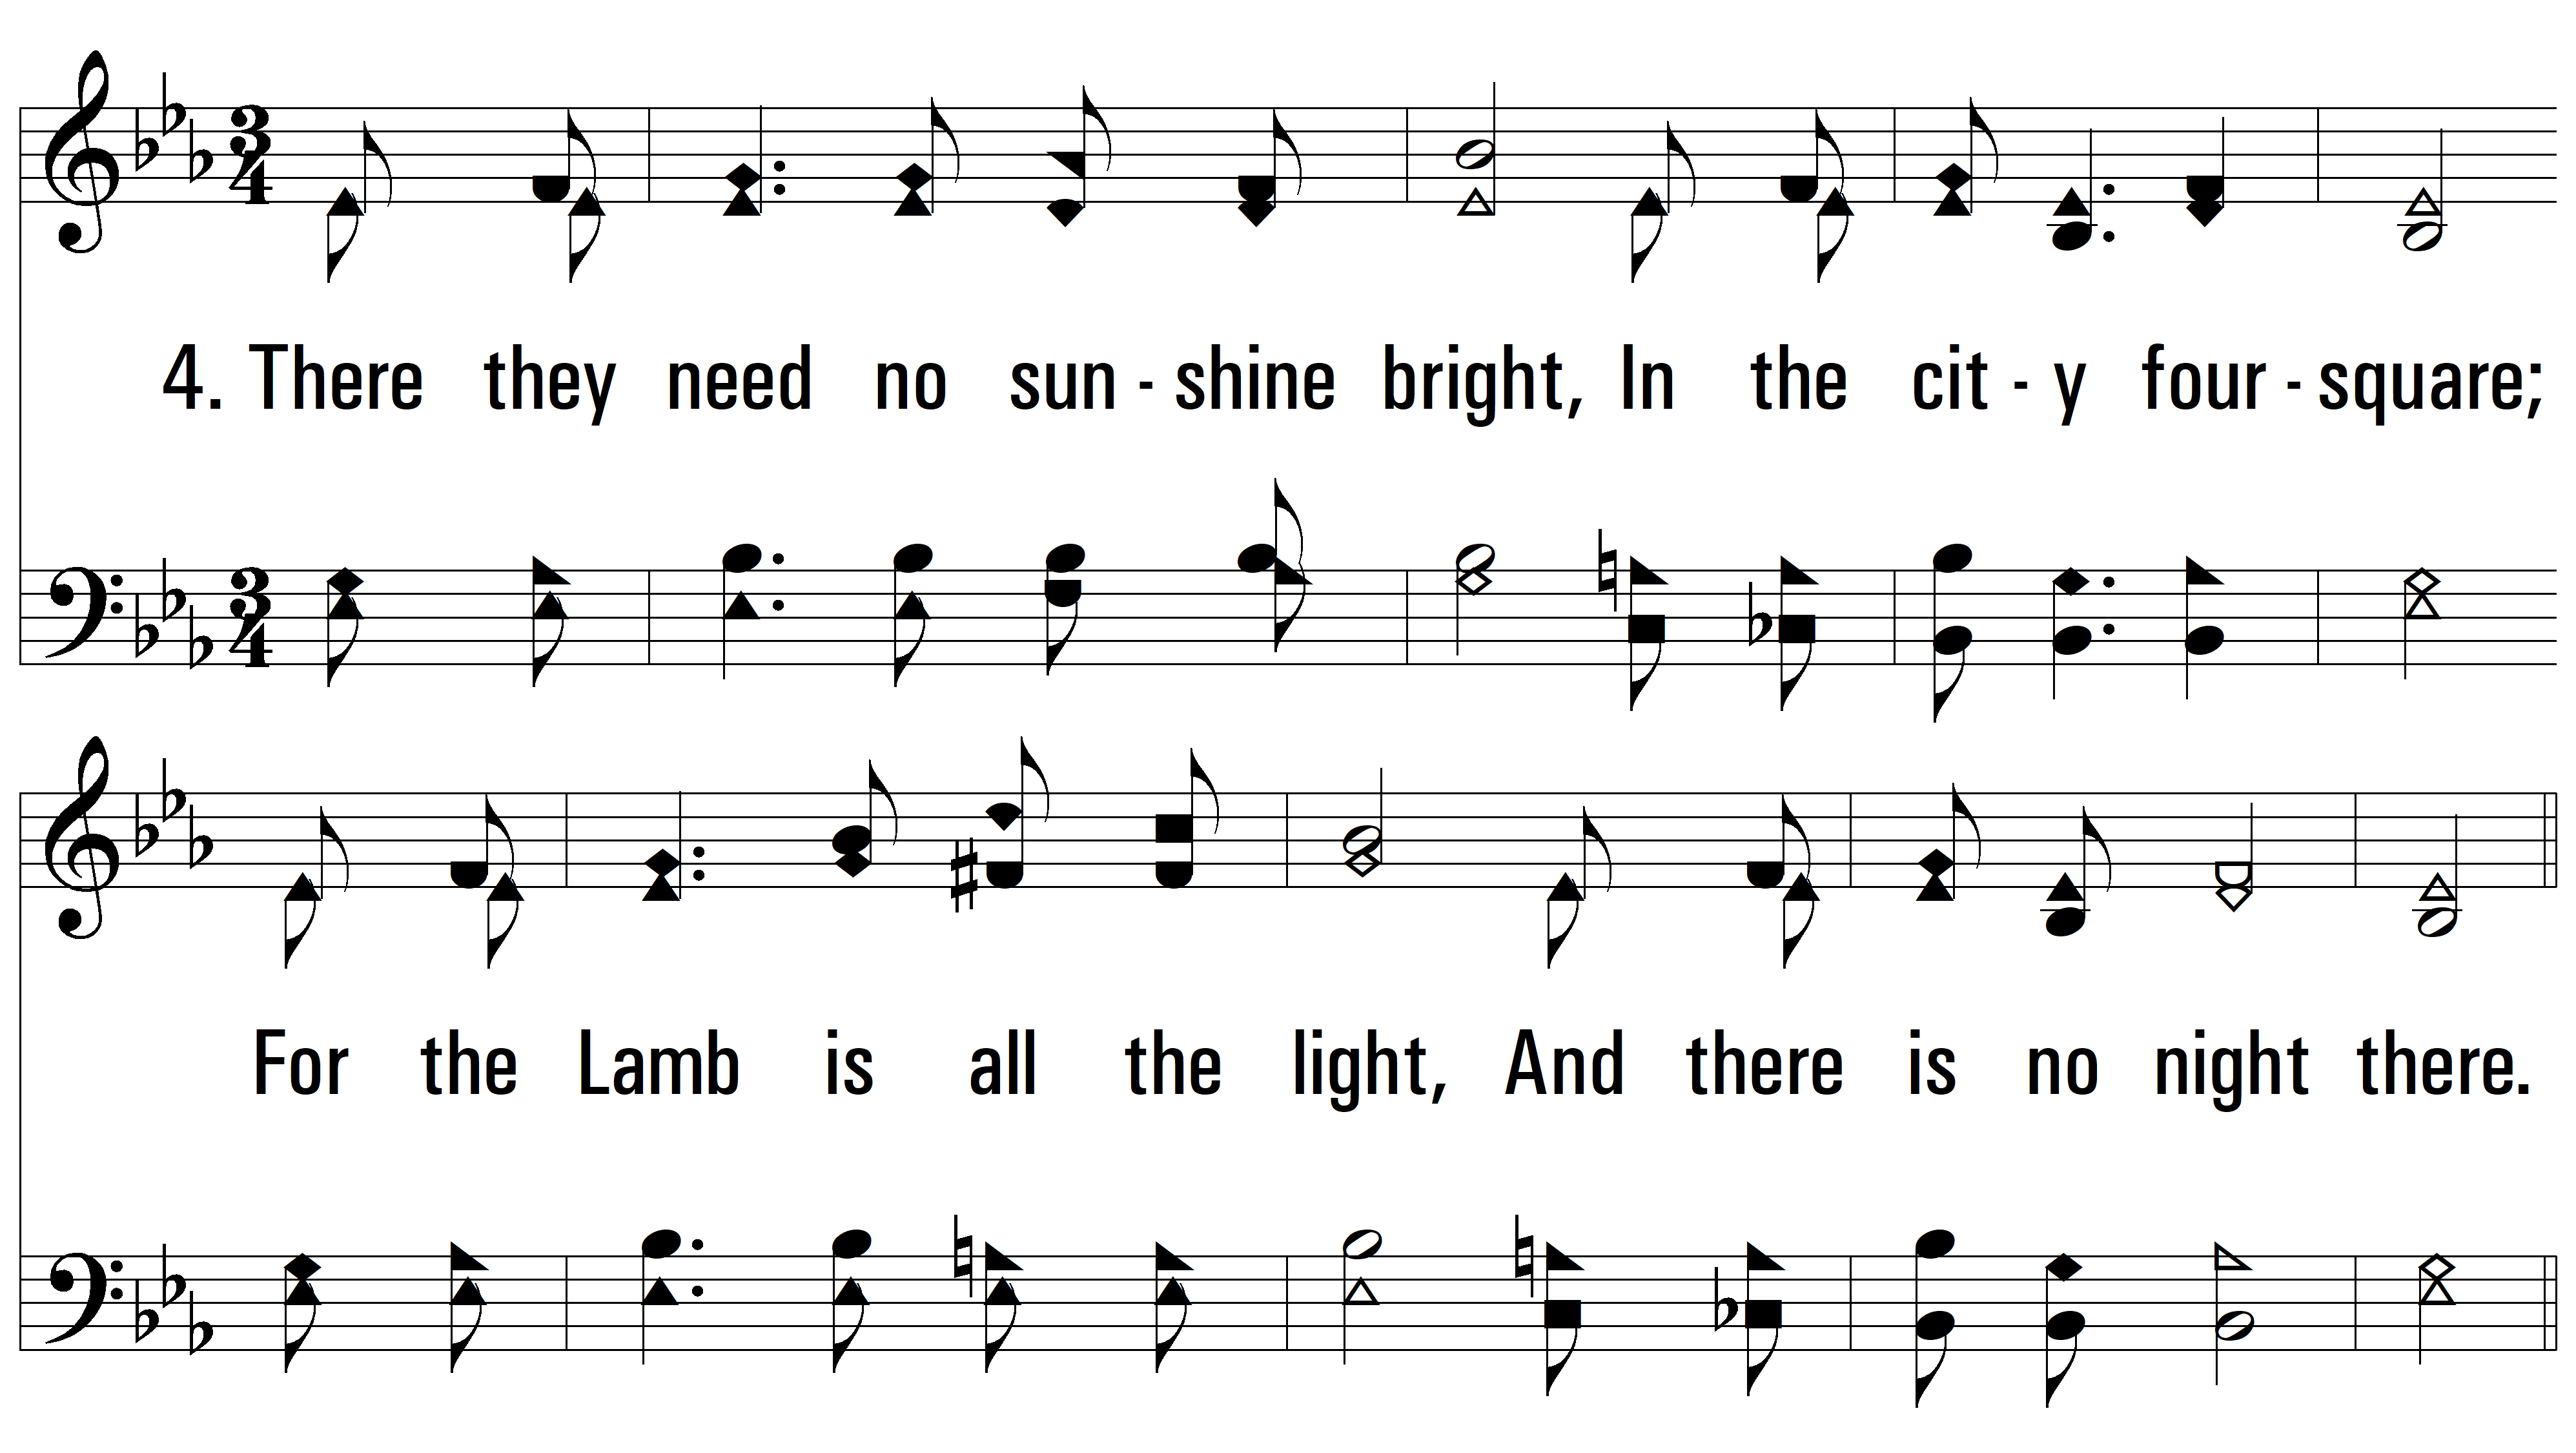 4. There they need no sun - shine bright, In the cit - y four - square;
For the Lamb is all the light, And there is no night there.